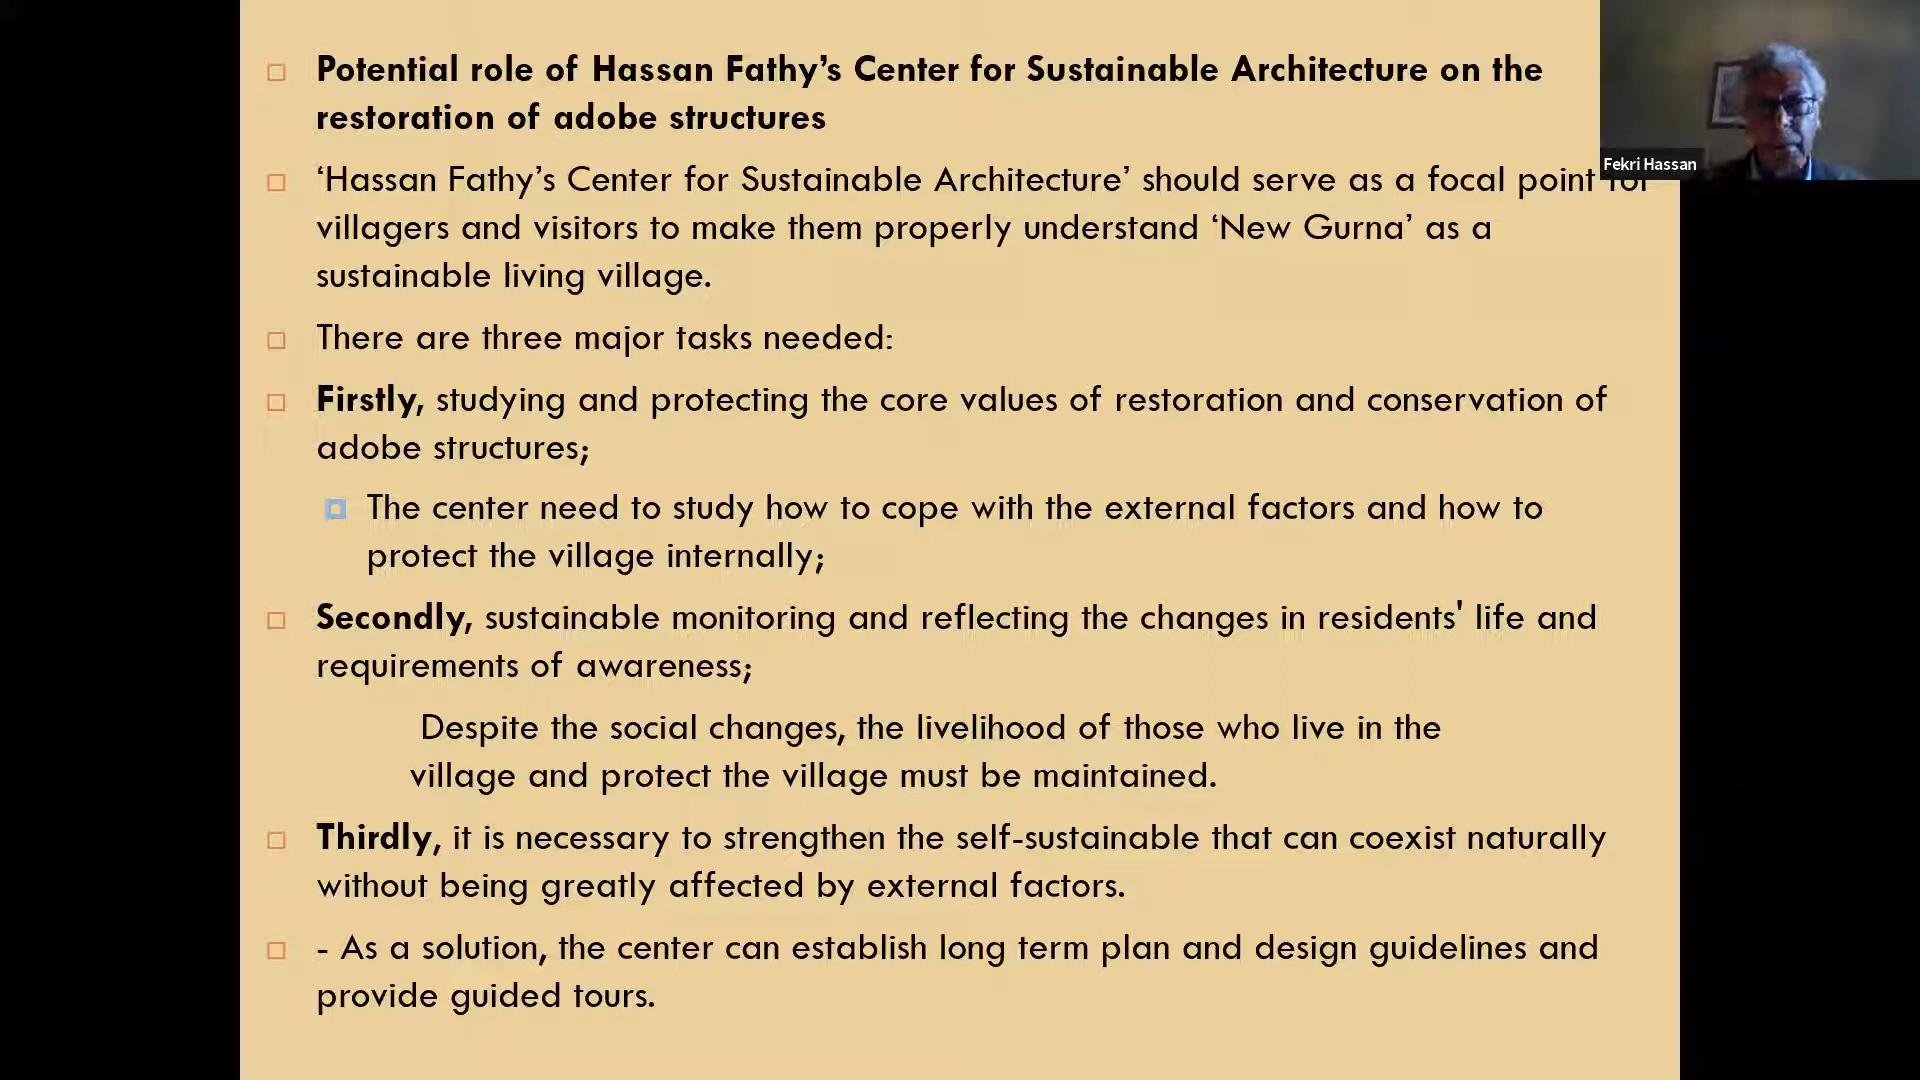 Potential role of Hassan Fathy’s Center for Sustainable Architecture on the
restoration of adobe structures
‘Hassan Fathy’s Center for Sustainable Architecture’ should serve as a focal point for
villagers and visitors to make them properly understand ‘New Gurna’ as a
sustainable living village.
There are three major tasks needed:
Firstly, studying and protecting the core values of restoration and conservation of
adobe structures;
The center need to study how to cope with the external factors and how to
protect the village internally;
Secondly, sustainable monitoring and reflecting the changes in residents' life and
requirements of awareness;
Despite the social changes, the livelihood of those who live in the
village and protect the village must be maintained.
Thirdly, it is necessary to strengthen the self-sustainable that can coexist naturally
without being greatly affected by external factors.
- As a solution, the center can establish long term plan and design guidelines and
provide guided tours.
Fekri Hassan